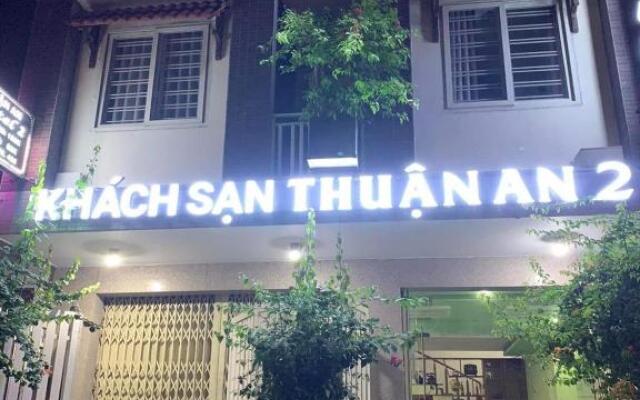 KHÁCH SẠN THUẬN AN 2